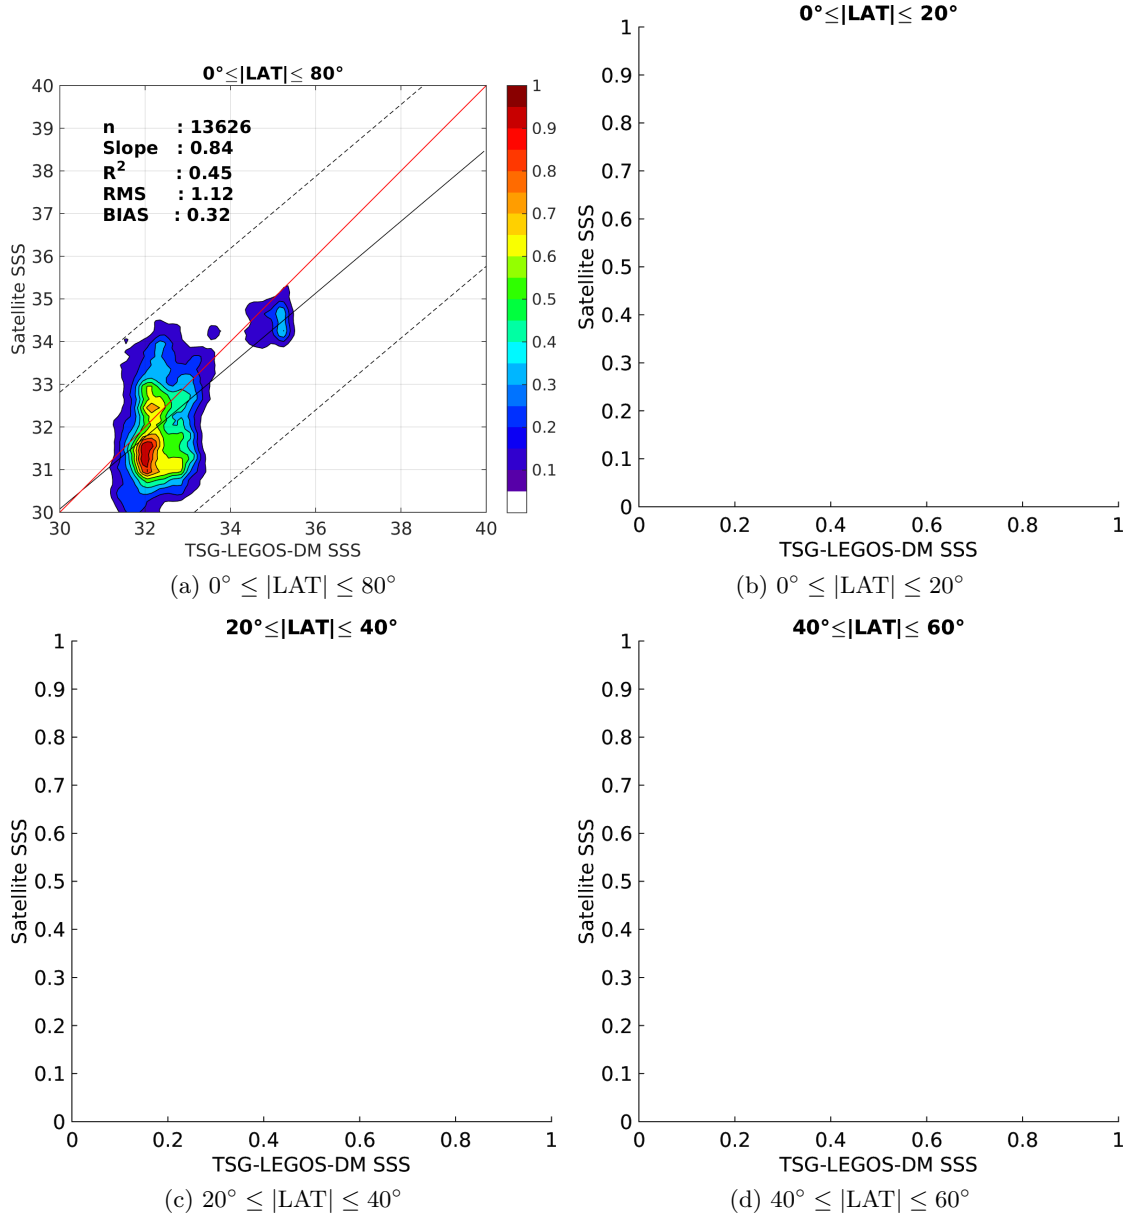 0°≤|LAT|≤ 80°
40
39
38
37
36
35
34
33
32
31
30
Satellite SSS
n : 13626
Slope : 0.84
R² : 0.45
RMS : 1.12
BIAS : 0.32
30 32 34 36 38 40
TSG-LEGOS-DM SSS
1
0.9
0.8
0.7
0.6
0.5
0.4
0.3
0.2
0.1
(a) 0° ≤ |LAT| ≤ 80°
0°≤|LAT|≤ 20°
1
0.9
0.8
0.7
0.6
0.5
0.4
0.3
0.2
0.1
0
Satellite SSS
0 0.2 0.4 0.6 0.8 1
TSG-LEGOS-DM SSS
(b) 0° ≤ |LAT| ≤ 20°
20°≤|LAT|≤ 40°
1
0.9
0.8
0.7
0.6
0.5
0.4
0.3
0.2
0.1
0
Satellite SSS
0 0.2 0.4 0.6 0.8 1
TSG-LEGOS-DM SSS
(c) 20° ≤ |LAT| ≤ 40°
40°≤|LAT|≤ 60°
1
0.9
0.8
0.7
0.6
0.5
0.4
0.3
0.2
0.1
0
Satellite SSS
0 0.2 0.4 0.6 0.8 1
TSG-LEGOS-DM SSS
(d) 40° ≤ |LAT| ≤ 60°